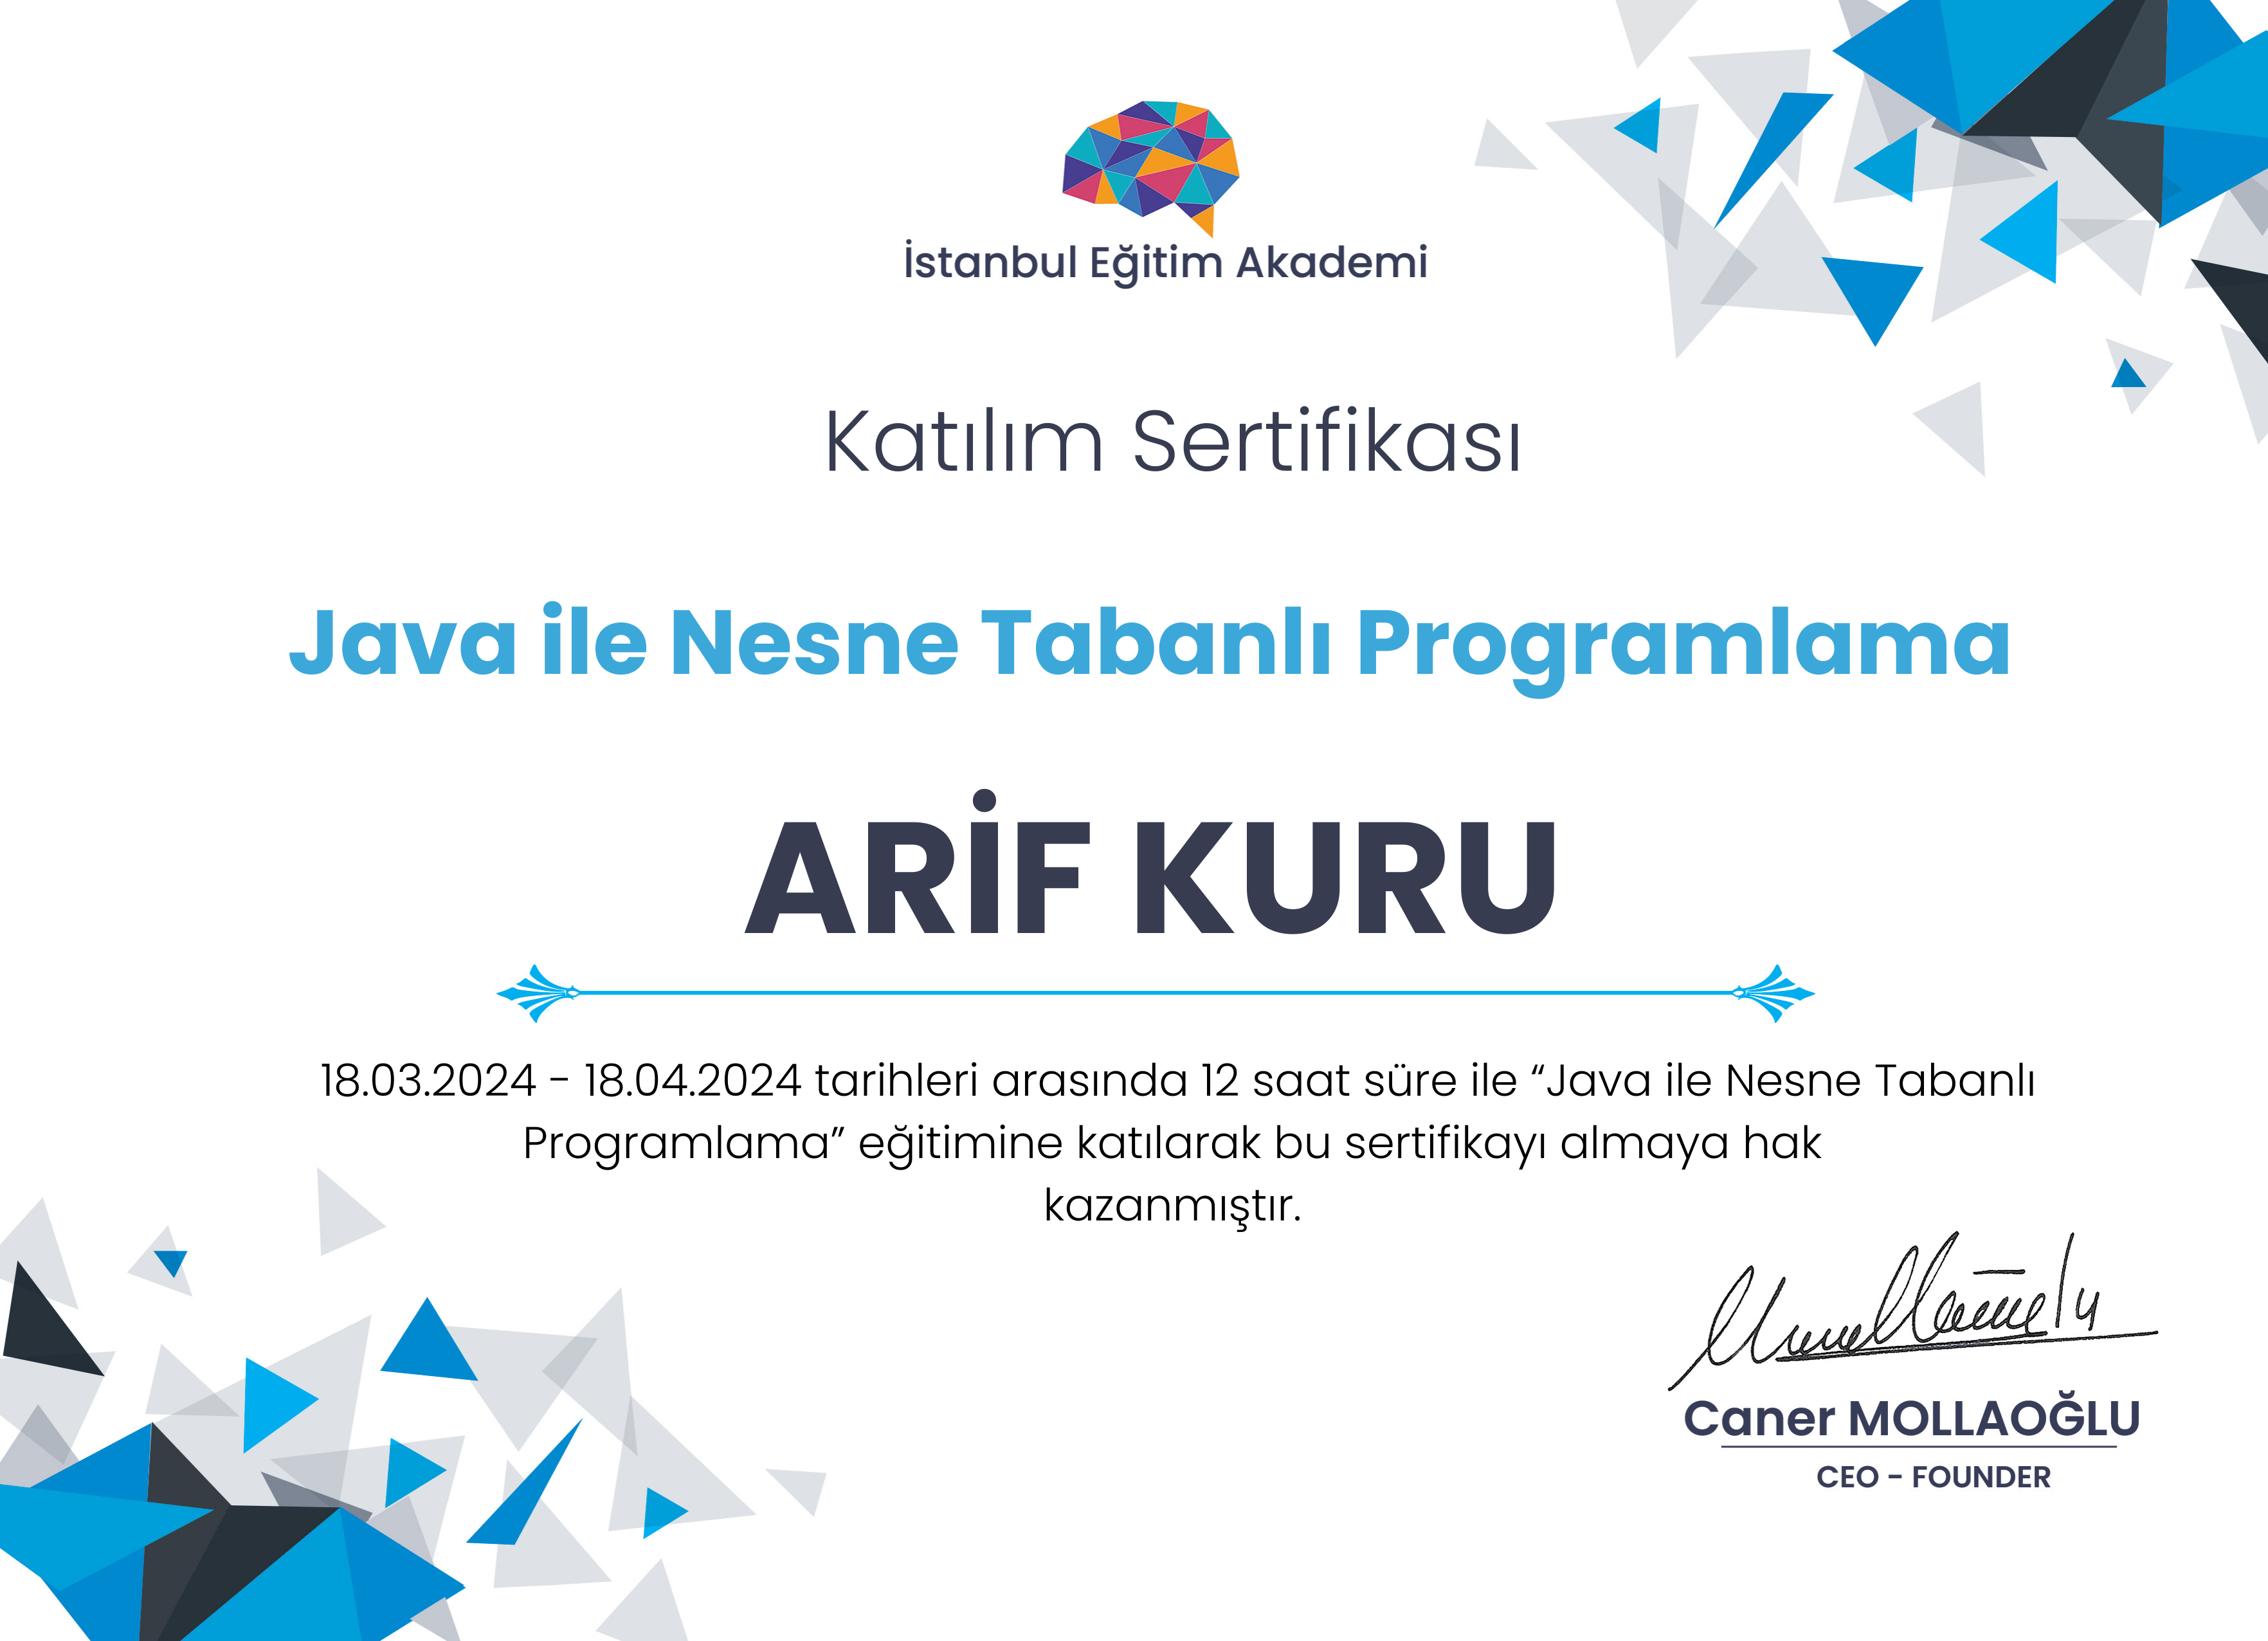 İstanbul Eğitim Akademi
Katılım Sertifikası
Java ile Nesne Tabanlı Programlama
ARİF KURU
18.03.2024 - 18.04.2024 tarihleri arasında 12 saat süre ile “Java ile Nesne Tabanlı
Programlama” eğitimine katılarak bu sertifikayı almaya hak
kazanmıştır.
Caner MOLLAOĞLU
CEO - FOUNDER